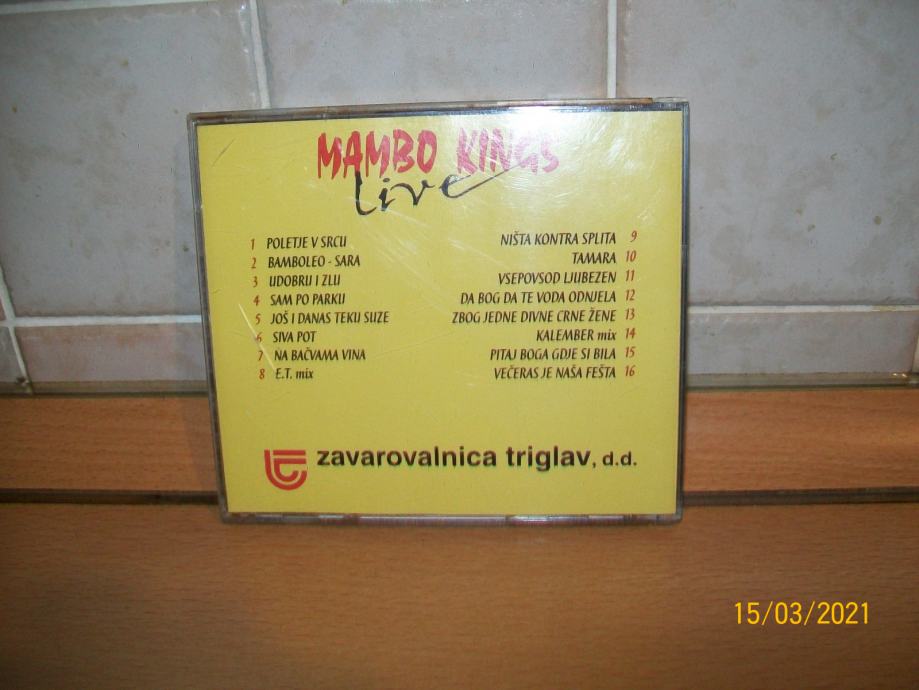 MAMBO KINGS
live
1 POLETJE V SRCU
2 BAMBOLEO - SARA
3 UDOBRU I ZLU
4 SAM PO PARKU
5 JOŠ I DANAS TEKU SUZE
6 SIVA POT
7 NA BAČVAMA VINA
8 E.T. mix
NIŠTA KONTRA SPLITA 9
TAMARA 10
VSEPOVSOD LJUBEZEN 11
DA BOG DA TE VODA ODNJELA 12
ZBOG JEDNE DIVNE CRNE ŽENE 13
KALEMBER mix 14
PITAJ BOGA GDJE SI BILA 15
VEČERAS JE NAŠA FEŠTA 16
zavarovalnica triglav, d.d.
15/03/2021